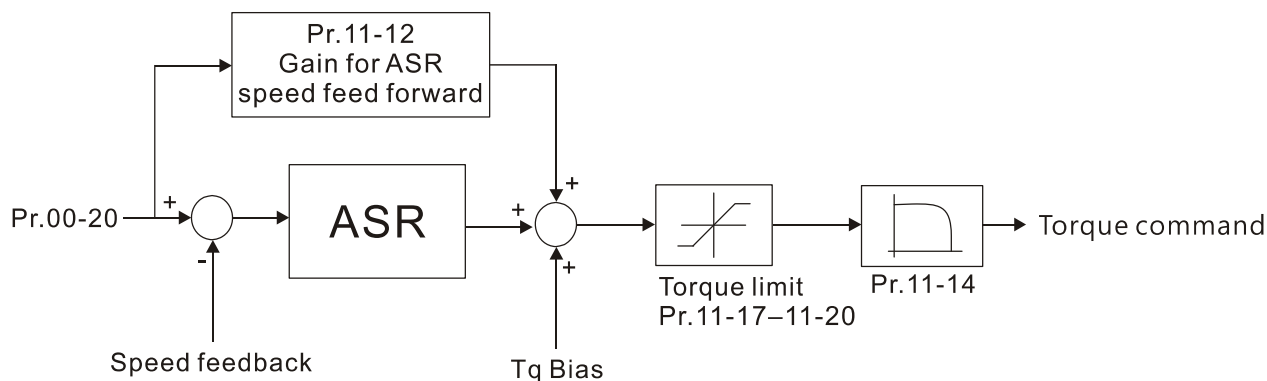 Pr.11-12
Gain for ASR
speed feed forward
+
+
Pr.00-20
ASR
+
-
+
Torque command
Torque limit
Pr.11-17–11-20
Pr.11-14
Speed feedback
Tq Bias